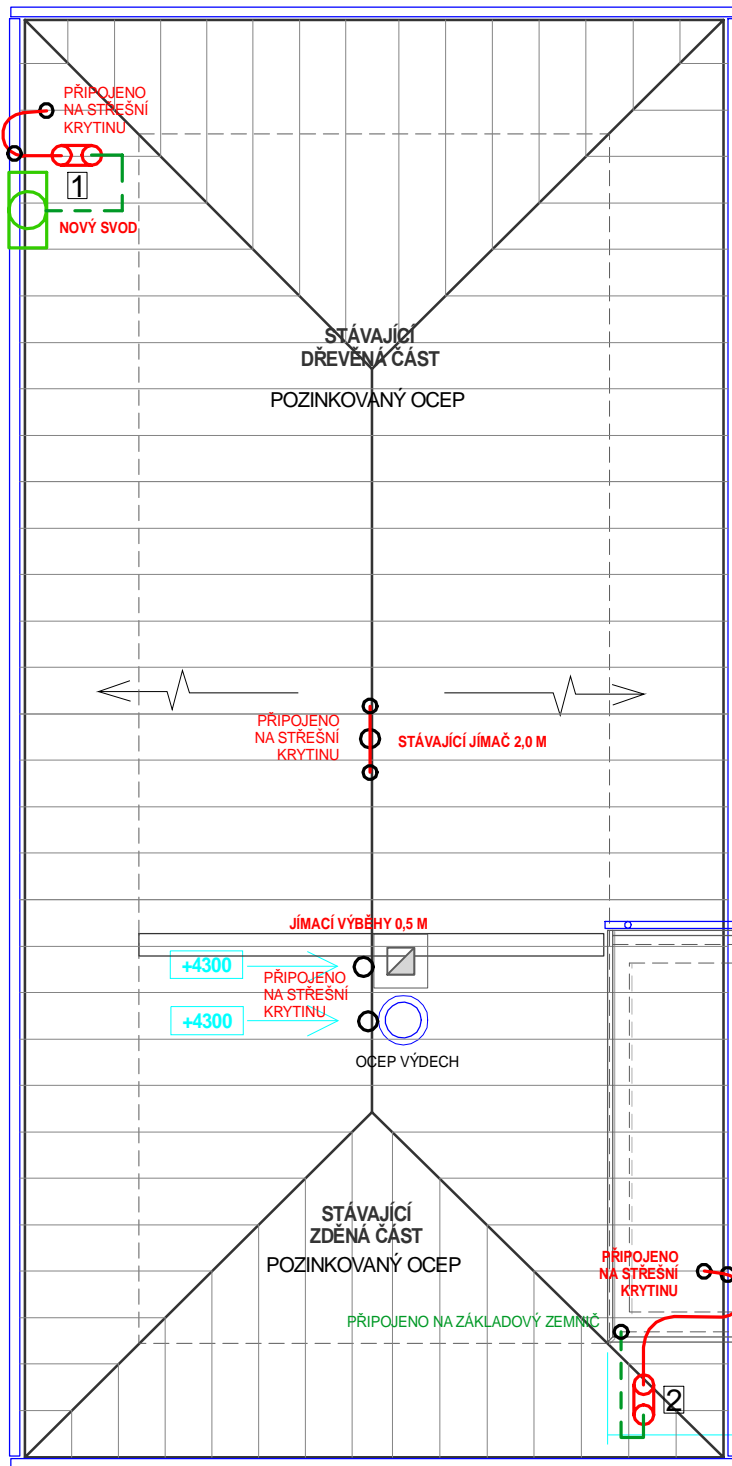 PŘIPOJENO
NA STŘEŠNÍ
KRYTINU
1
NOVÝ SVOD
STÁVAJÍCÍ
DŘEVĚNÁ ČÁST
POZINKOVANÝ OCEP
PŘIPOJENO
NA STŘEŠNÍ
KRYTINU
STÁVAJÍCÍ JÍMAČ 2,0 M
JÍMACÍ VÝBĚHY 0,5 M
+4300
PŘIPOJENO
NA STŘEŠNÍ
KRYTINU
+4300
OCEP VÝDECH
STÁVAJÍCÍ
ZDĚNÁ ČÁST
POZINKOVANÝ OCEP
PŘIPOJENO
NA STŘEŠNÍ
KRYTINU
PŘIPOJENO NA ZÁKLADOVÝ ZEMNIČ
2